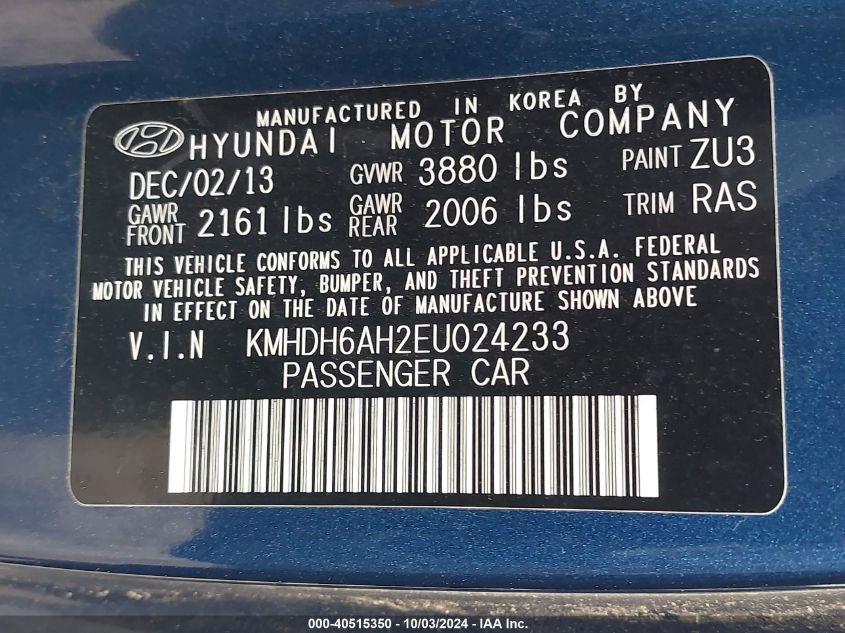 MANUFACTURED IN KOREA BY
HYUNDAI MOTOR COMPANY
DEC/02/13 GVWR 3880 lbs PAINT ZU3
GAWR FRONT 2161 lbs GAWR REAR 2006 lbs TRIM RAS
THIS VEHICLE CONFORMS TO ALL APPLICABLE U.S.A. FEDERAL
MOTOR VEHICLE SAFETY, BUMPER, AND THEFT PREVENTION STANDARDS
IN EFFECT ON THE DATE OF MANUFACTURE SHOWN ABOVE
V.I.N KMHDH6AH2EU024233
PASSENGER CAR
000-40515350 - 10/03/2024 - IAA Inc.